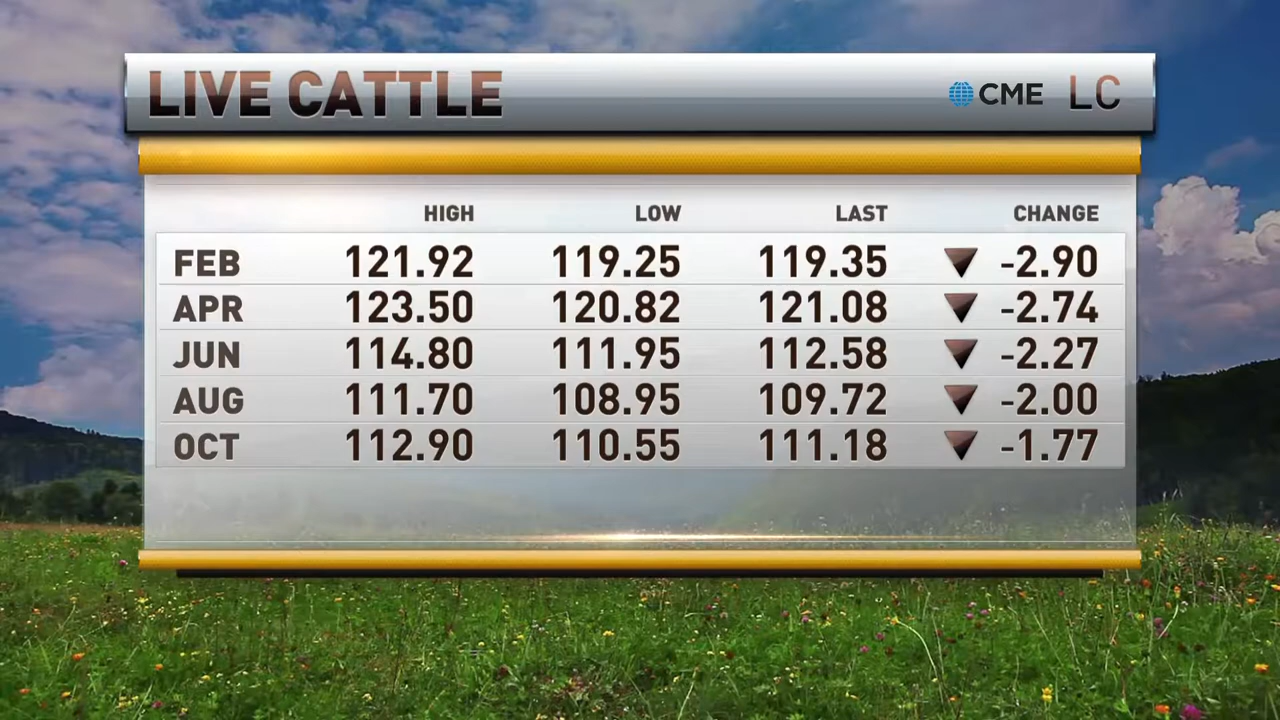 LIVE CATTLE CME LC
HIGH LOW LAST CHANGE
FEB 121.92 119.25 119.35 ▼ -2.90
APR 123.50 120.82 121.08 ▼ -2.74
JUN 114.80 111.95 112.58 ▼ -2.27
AUG 111.70 108.95 109.72 ▼ -2.00
OCT 112.90 110.55 111.18 ▼ -1.77